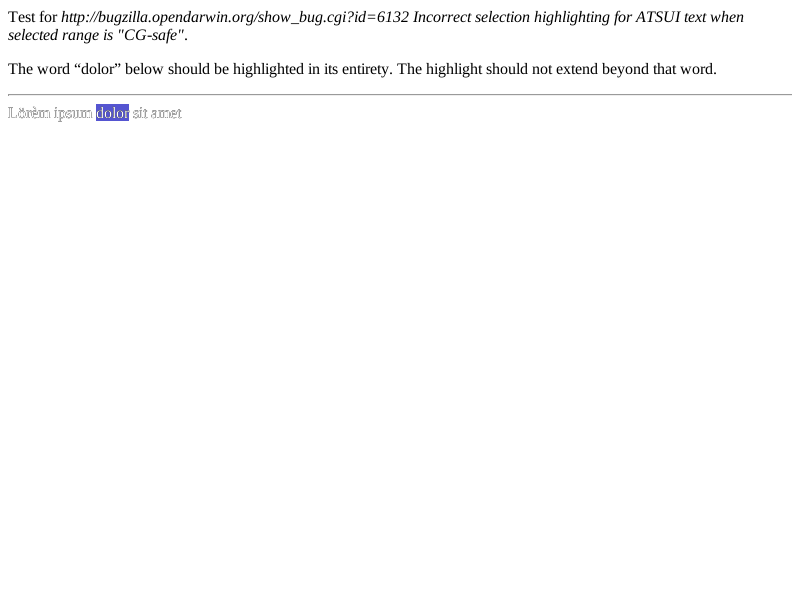 Test for http://bugzilla.opendarwin.org/show_bug.cgi?id=6132 Incorrect selection highlighting for ATSUI text when
selected range is "CG-safe".
The word “dolor” below should be highlighted in its entirety. The highlight should not extend beyond that word.
Lörèm ipsum dolor sit amet